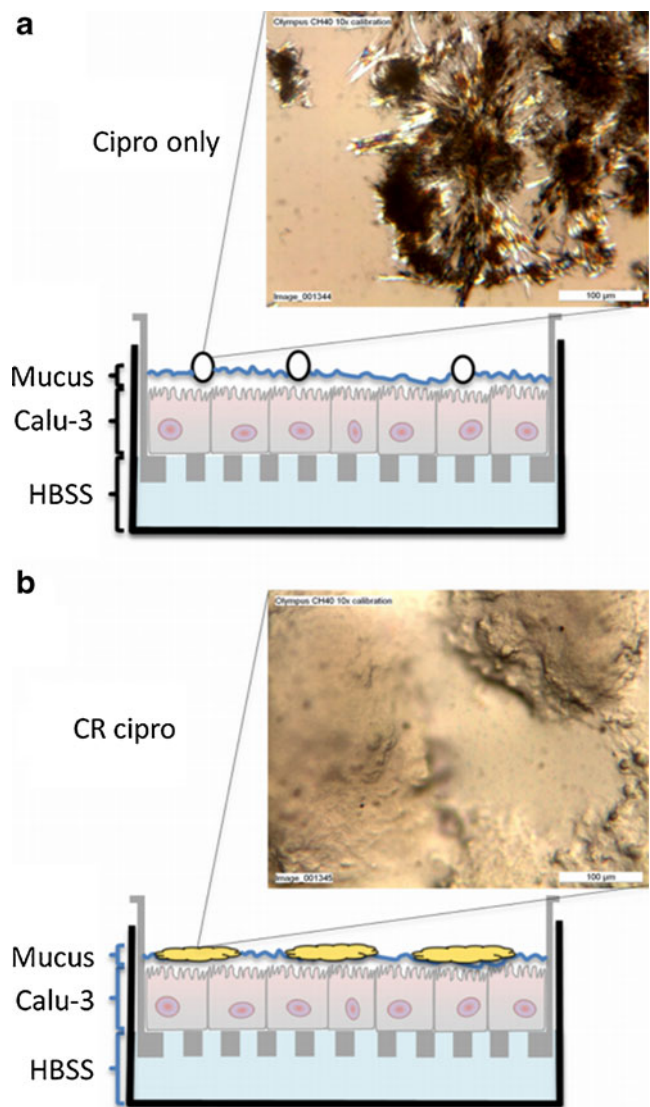 a
Olympus CH40 10x calibration
Cipro only
Image_001344
100 µm
Mucus
Calu-3
HBSS
b
Olympus CH40 10x calibration
CR cipro
Image_001345
100 µm
Mucus
Calu-3
HBSS